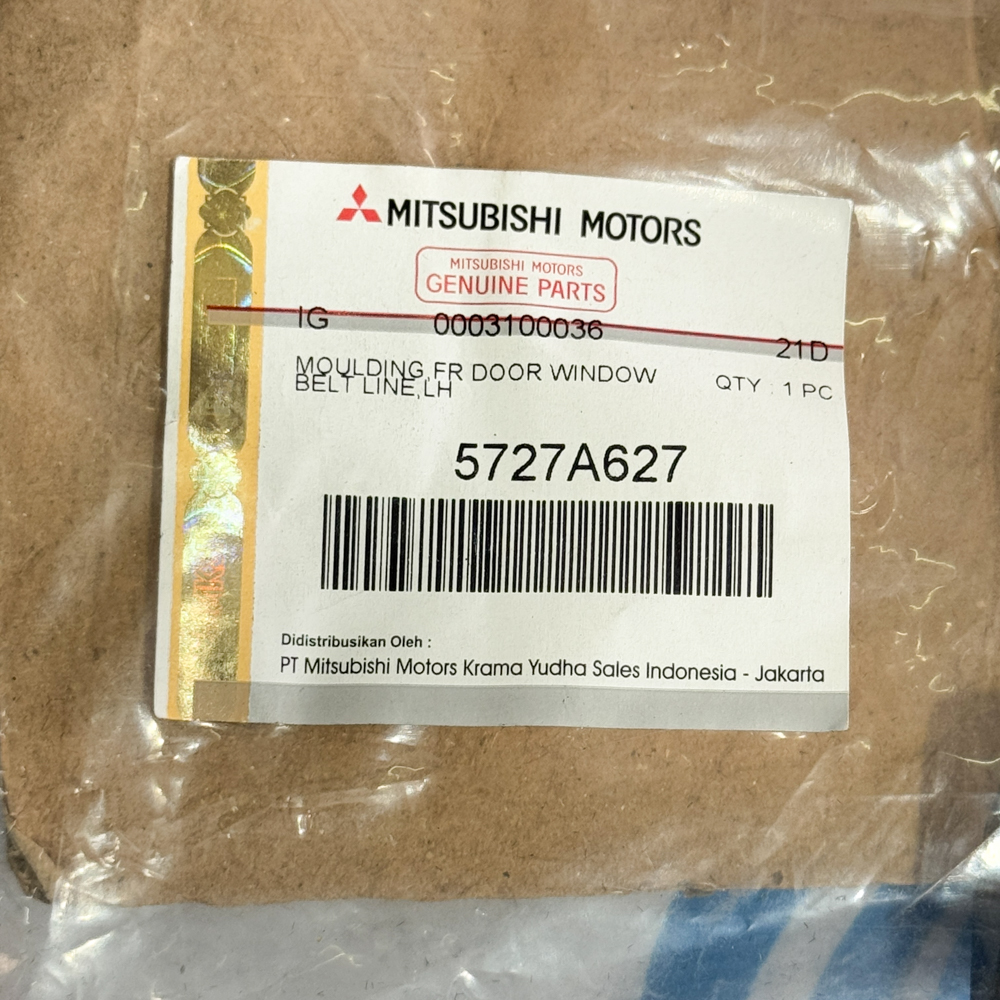 MITSUBISHI MOTORS
MITSUBISHI MOTORS
GENUINE PARTS
IG 0003100036 21D
MOULDING,FR DOOR WINDOW QTY : 1 PC
BELT LINE,LH
5727A627
Didistribusikan Oleh :
PT Mitsubishi Motors Krama Yudha Sales Indonesia - Jakarta